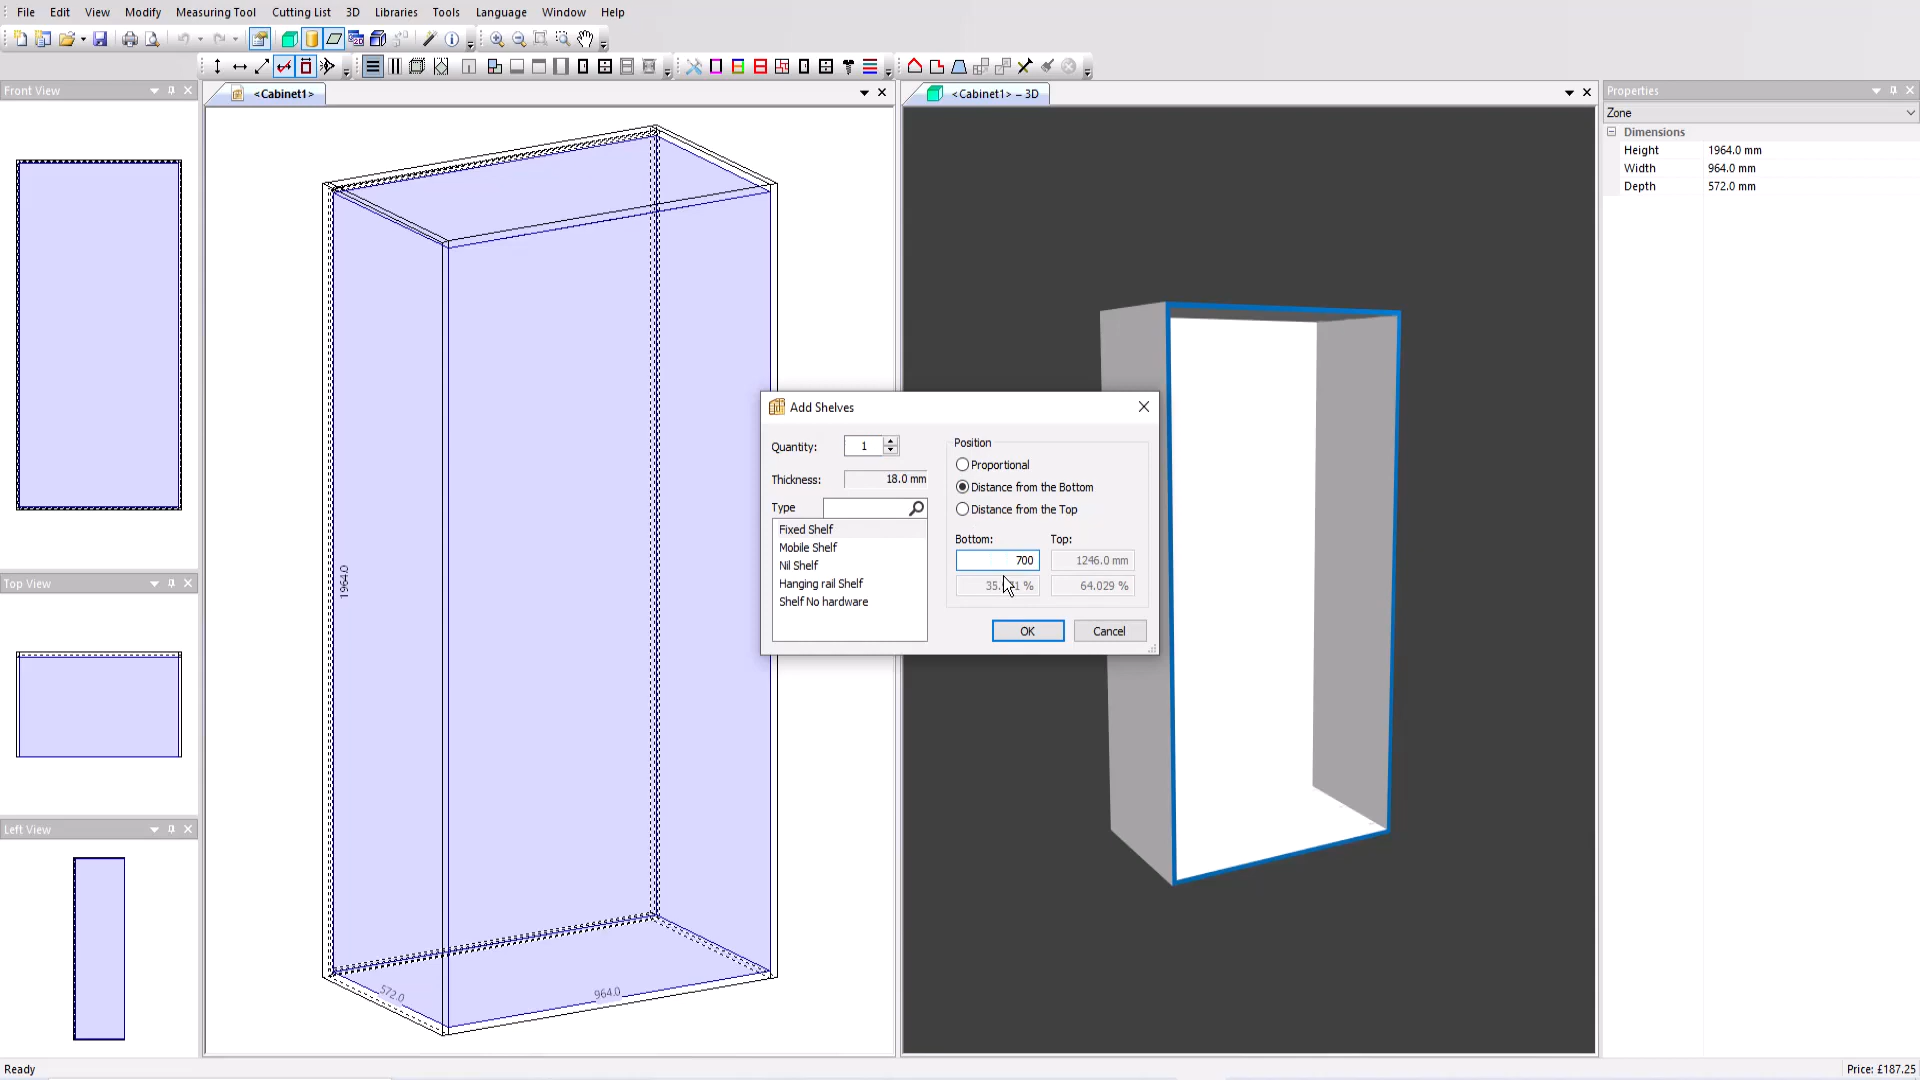 File Edit View Modify Measuring Tool Cutting List 3D Libraries Tools Language Window Help
Front View
<Cabinet1>
<Cabinet1> – 3D
Properties
Zone
Dimensions
Height 1964.0 mm
Width 964.0 mm
Depth 572.0 mm
Add Shelves
Quantity: 1
Thickness: 18.0 mm
Type
Fixed Shelf
Mobile Shelf
Nil Shelf
Hanging rail Shelf
Shelf No hardware
Position
Proportional
Distance from the Bottom
Distance from the Top
Bottom: Top:
700 1246.0 mm
% 64.029 %
OK Cancel
1964.0
572.0
964.0
Top View
Left View
Ready
Price: £187.25